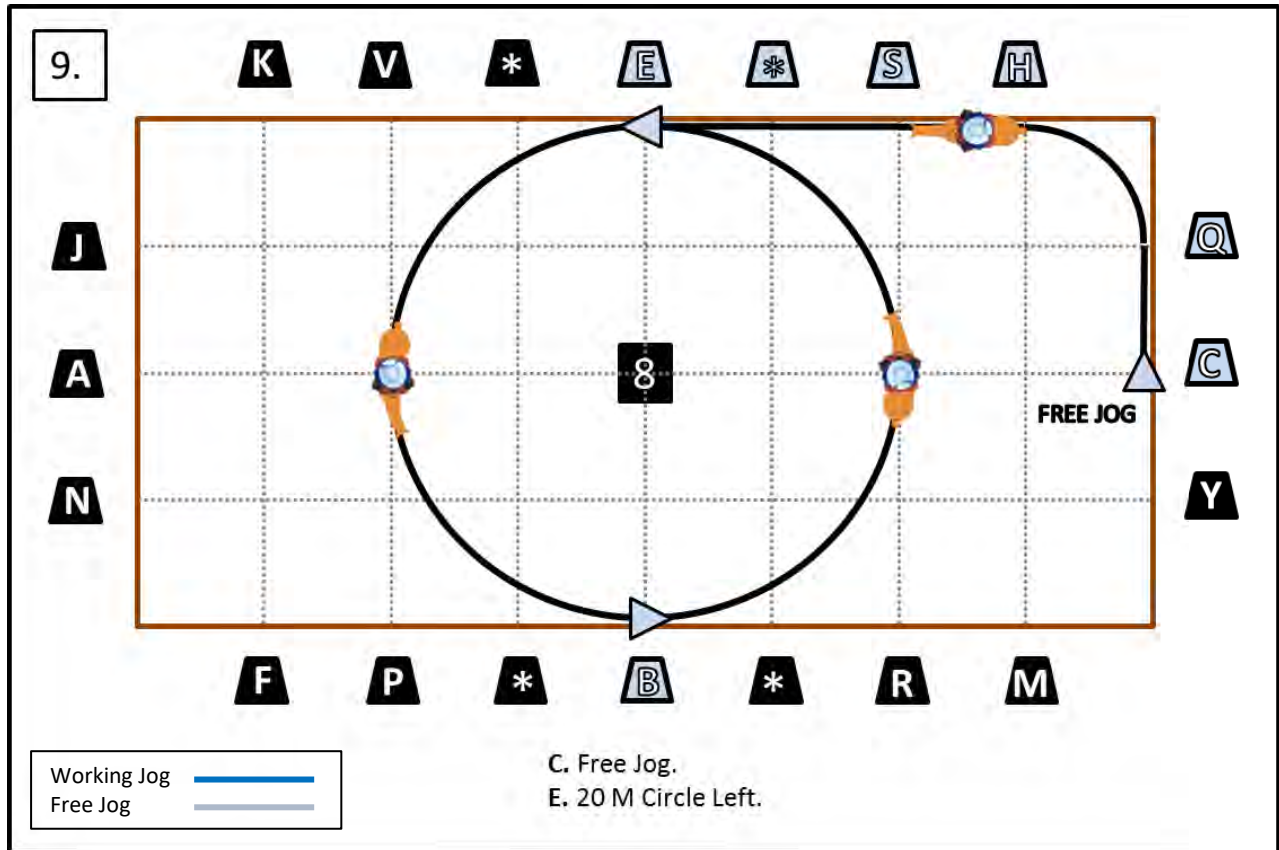 9.
K V * E * S H
J Q
A 8 C
FREE JOG
N Y
F P * B * R M
Working Jog
Free Jog
C. Free Jog.
E. 20 M Circle Left.